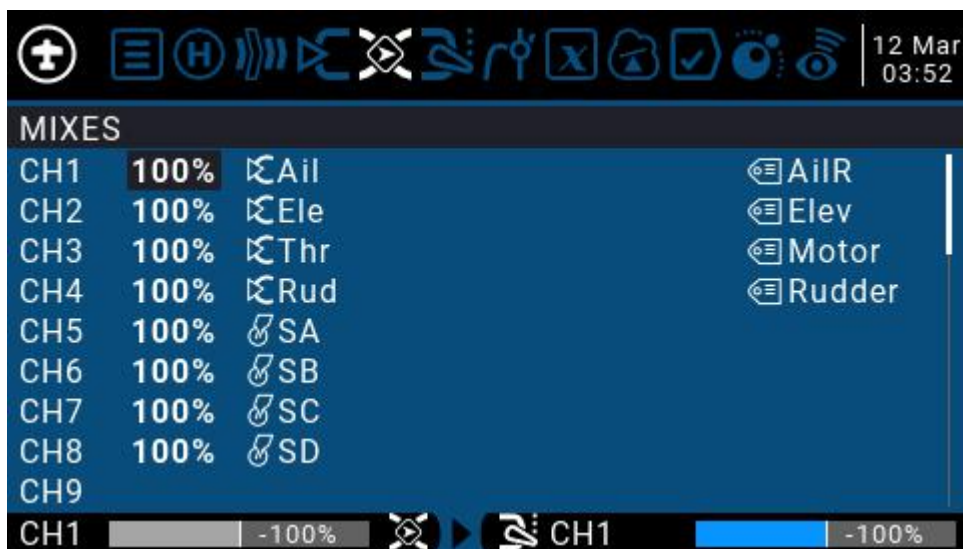 H X 12 Mar
03:52
MIXES
CH1 100% Ail AilR
CH2 100% Ele Elev
CH3 100% Thr Motor
CH4 100% Rud Rudder
CH5 100% SA
CH6 100% SB
CH7 100% SC
CH8 100% SD
CH9
CH1 -100% CH1 -100%